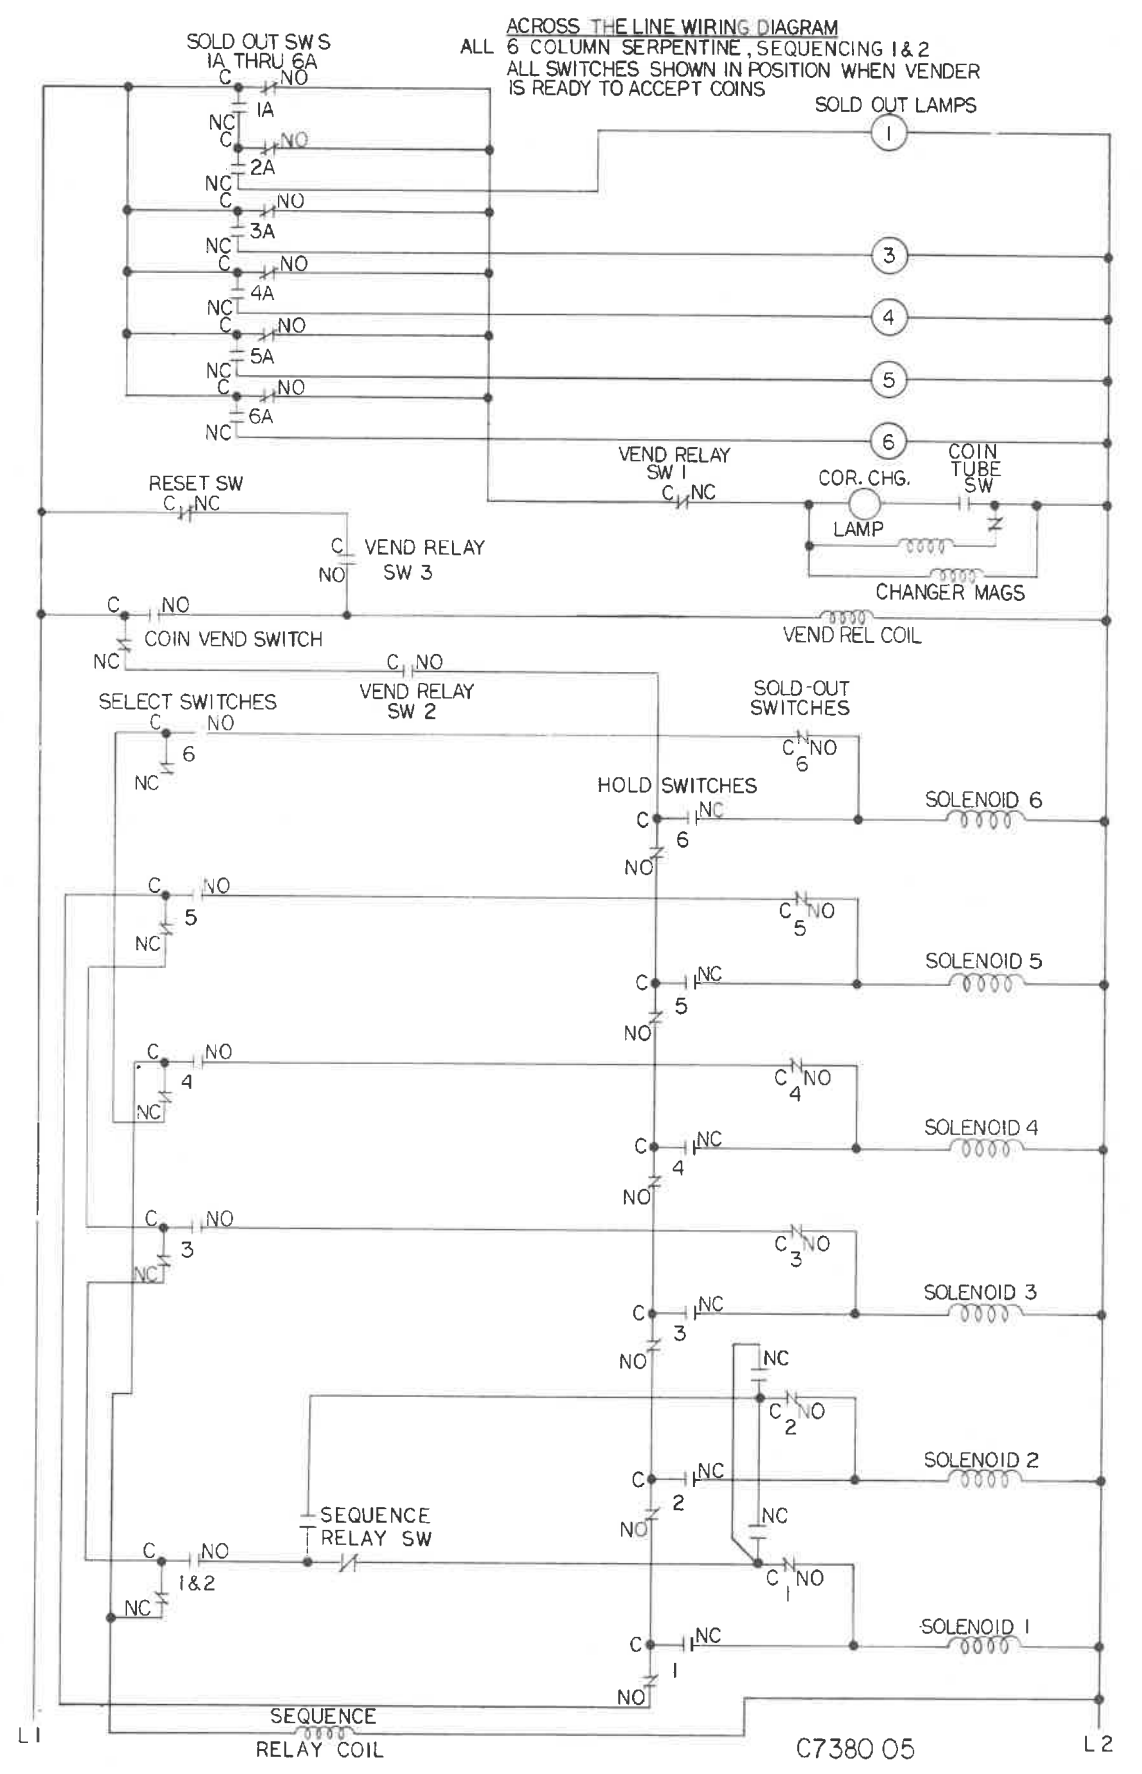 ACROSS THE LINE WIRING DIAGRAM
ALL 6 COLUMN SERPENTINE, SEQUENCING 1&2
ALL SWITCHES SHOWN IN POSITION WHEN VENDER
IS READY TO ACCEPT COINS
SOLD OUT SWS
1A THRU 6A
C NO
1A
NC
C NO
2A
NC
C NO
3A
NC
C NO
4A
NC
C NO
5A
NC
C NO
6A
NC
SOLD OUT LAMPS
1
3
4
5
6
VEND RELAY
SW 1
C NC
COR. CHG.
LAMP
COIN
TUBE
SW
CHANGER MAGS
RESET SW
C NC
C
NO
VEND RELAY
SW 3
C NO
COIN VEND SWITCH
NC
VEND REL COIL
C NO
VEND RELAY
SW 2
SELECT SWITCHES
C NO
6
NC
SOLD-OUT
SWITCHES
C NO
6
HOLD SWITCHES
C NC
6
NO
SOLENOID 6
C NO
5
NC
C NO
5
C NC
5
NO
SOLENOID 5
C NO
4
NC
C NO
4
C NC
4
NO
SOLENOID 4
C NO
3
NC
C NO
3
C NC
3
NO
SOLENOID 3
NC
C NO
2
C NC
2
NO
SOLENOID 2
SEQUENCE
RELAY SW
NC
C NO
1&2
NC
C NO
1
C NC
1
NO
SOLENOID 1
SEQUENCE
RELAY COIL
L1
C7380 05
L2